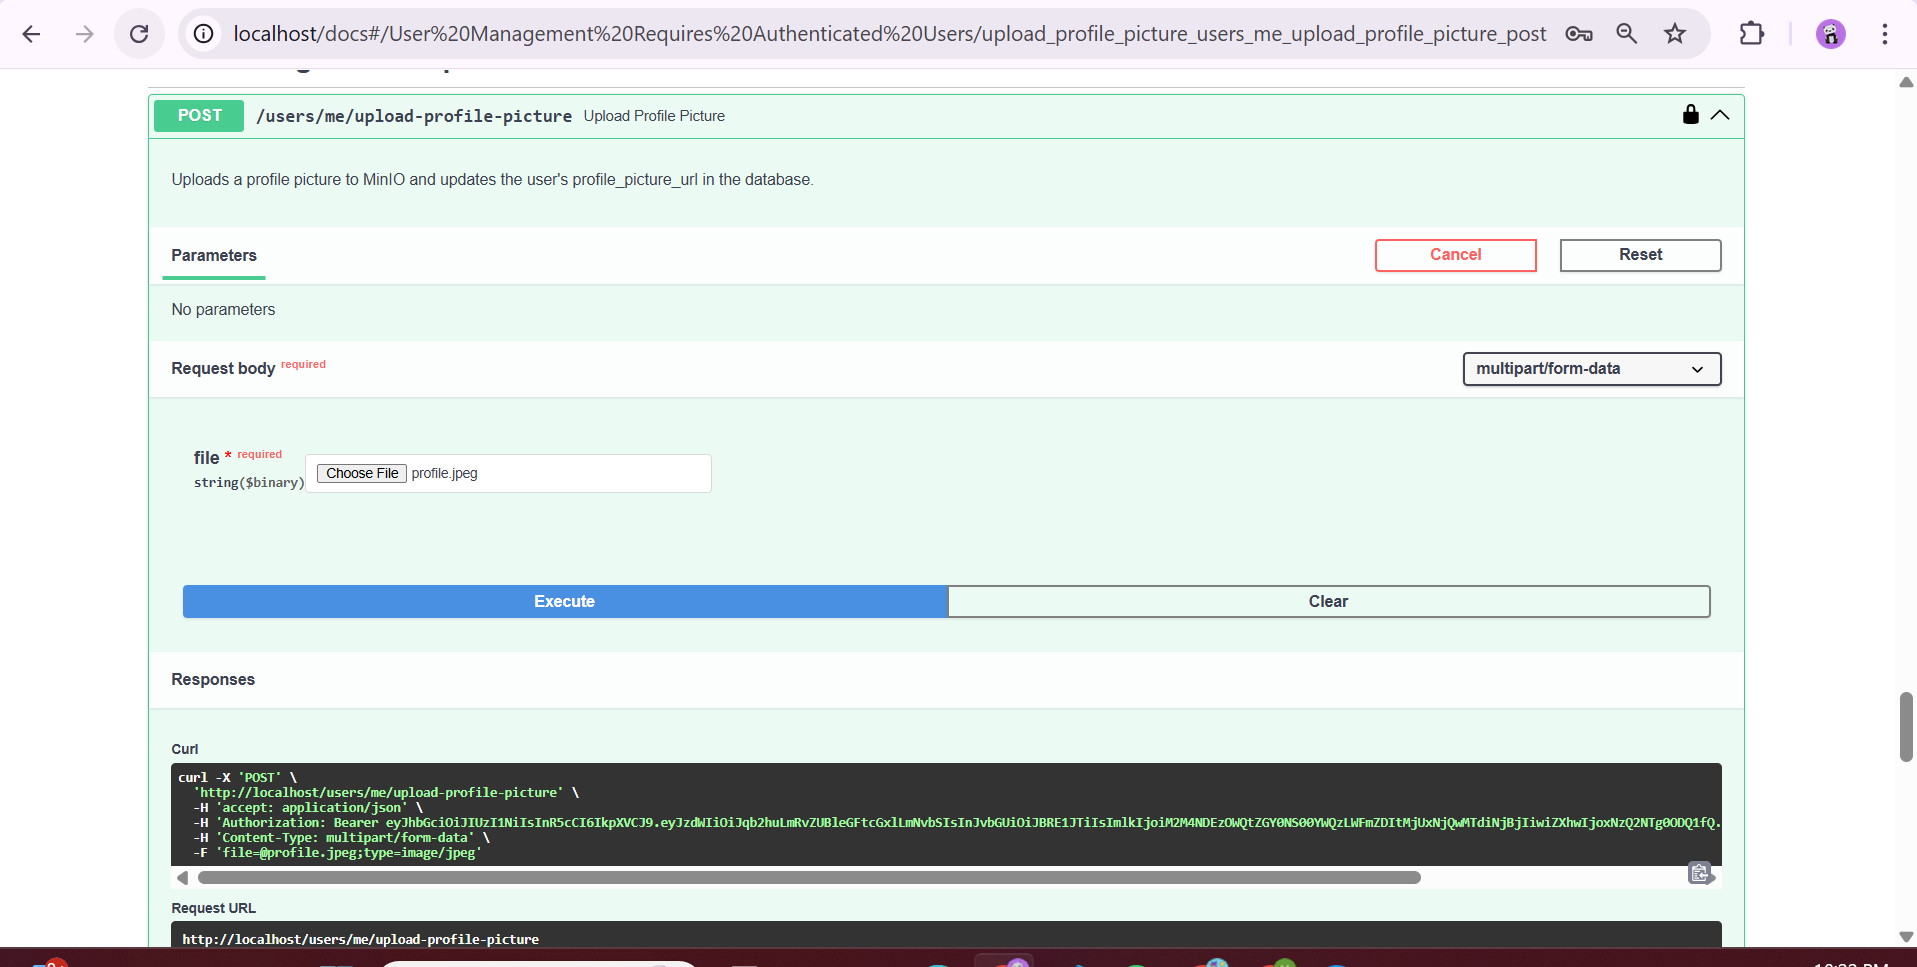 localhost/docs#/User%20Management%20Requires%20Authenticated%20Users/upload_profile_picture_users_me_upload_profile_picture_post
POST /users/me/upload-profile-picture Upload Profile Picture
Uploads a profile picture to MinIO and updates the user's profile_picture_url in the database.
Parameters
Cancel
Reset
No parameters
Request body required
multipart/form-data
file * required
string($binary)
Choose File profile.jpeg
Execute
Clear
Responses
Curl
curl -X 'POST' \
'http://localhost/users/me/upload-profile-picture' \
-H 'accept: application/json' \
-H 'Authorization: Bearer eyJhbGciOiJIUzI1NiIsInR5cCI6IkpXVCJ9.eyJzdWIiOiJqb2huLmRvZUBleGFtcGxlLmNvbSIsInJvbGUiOiJBRE1JTiIsImlkIjoiM2M4NDEzOWQtZGY0NS00YWQzLWFmZDItMjUxNjQwMTdiNjBjIiwiZXhwIjoxNzQ2NTg0ODQ1fQ.
-H 'Content-Type: multipart/form-data' \
-F 'file=@profile.jpeg;type=image/jpeg'
Request URL
http://localhost/users/me/upload-profile-picture